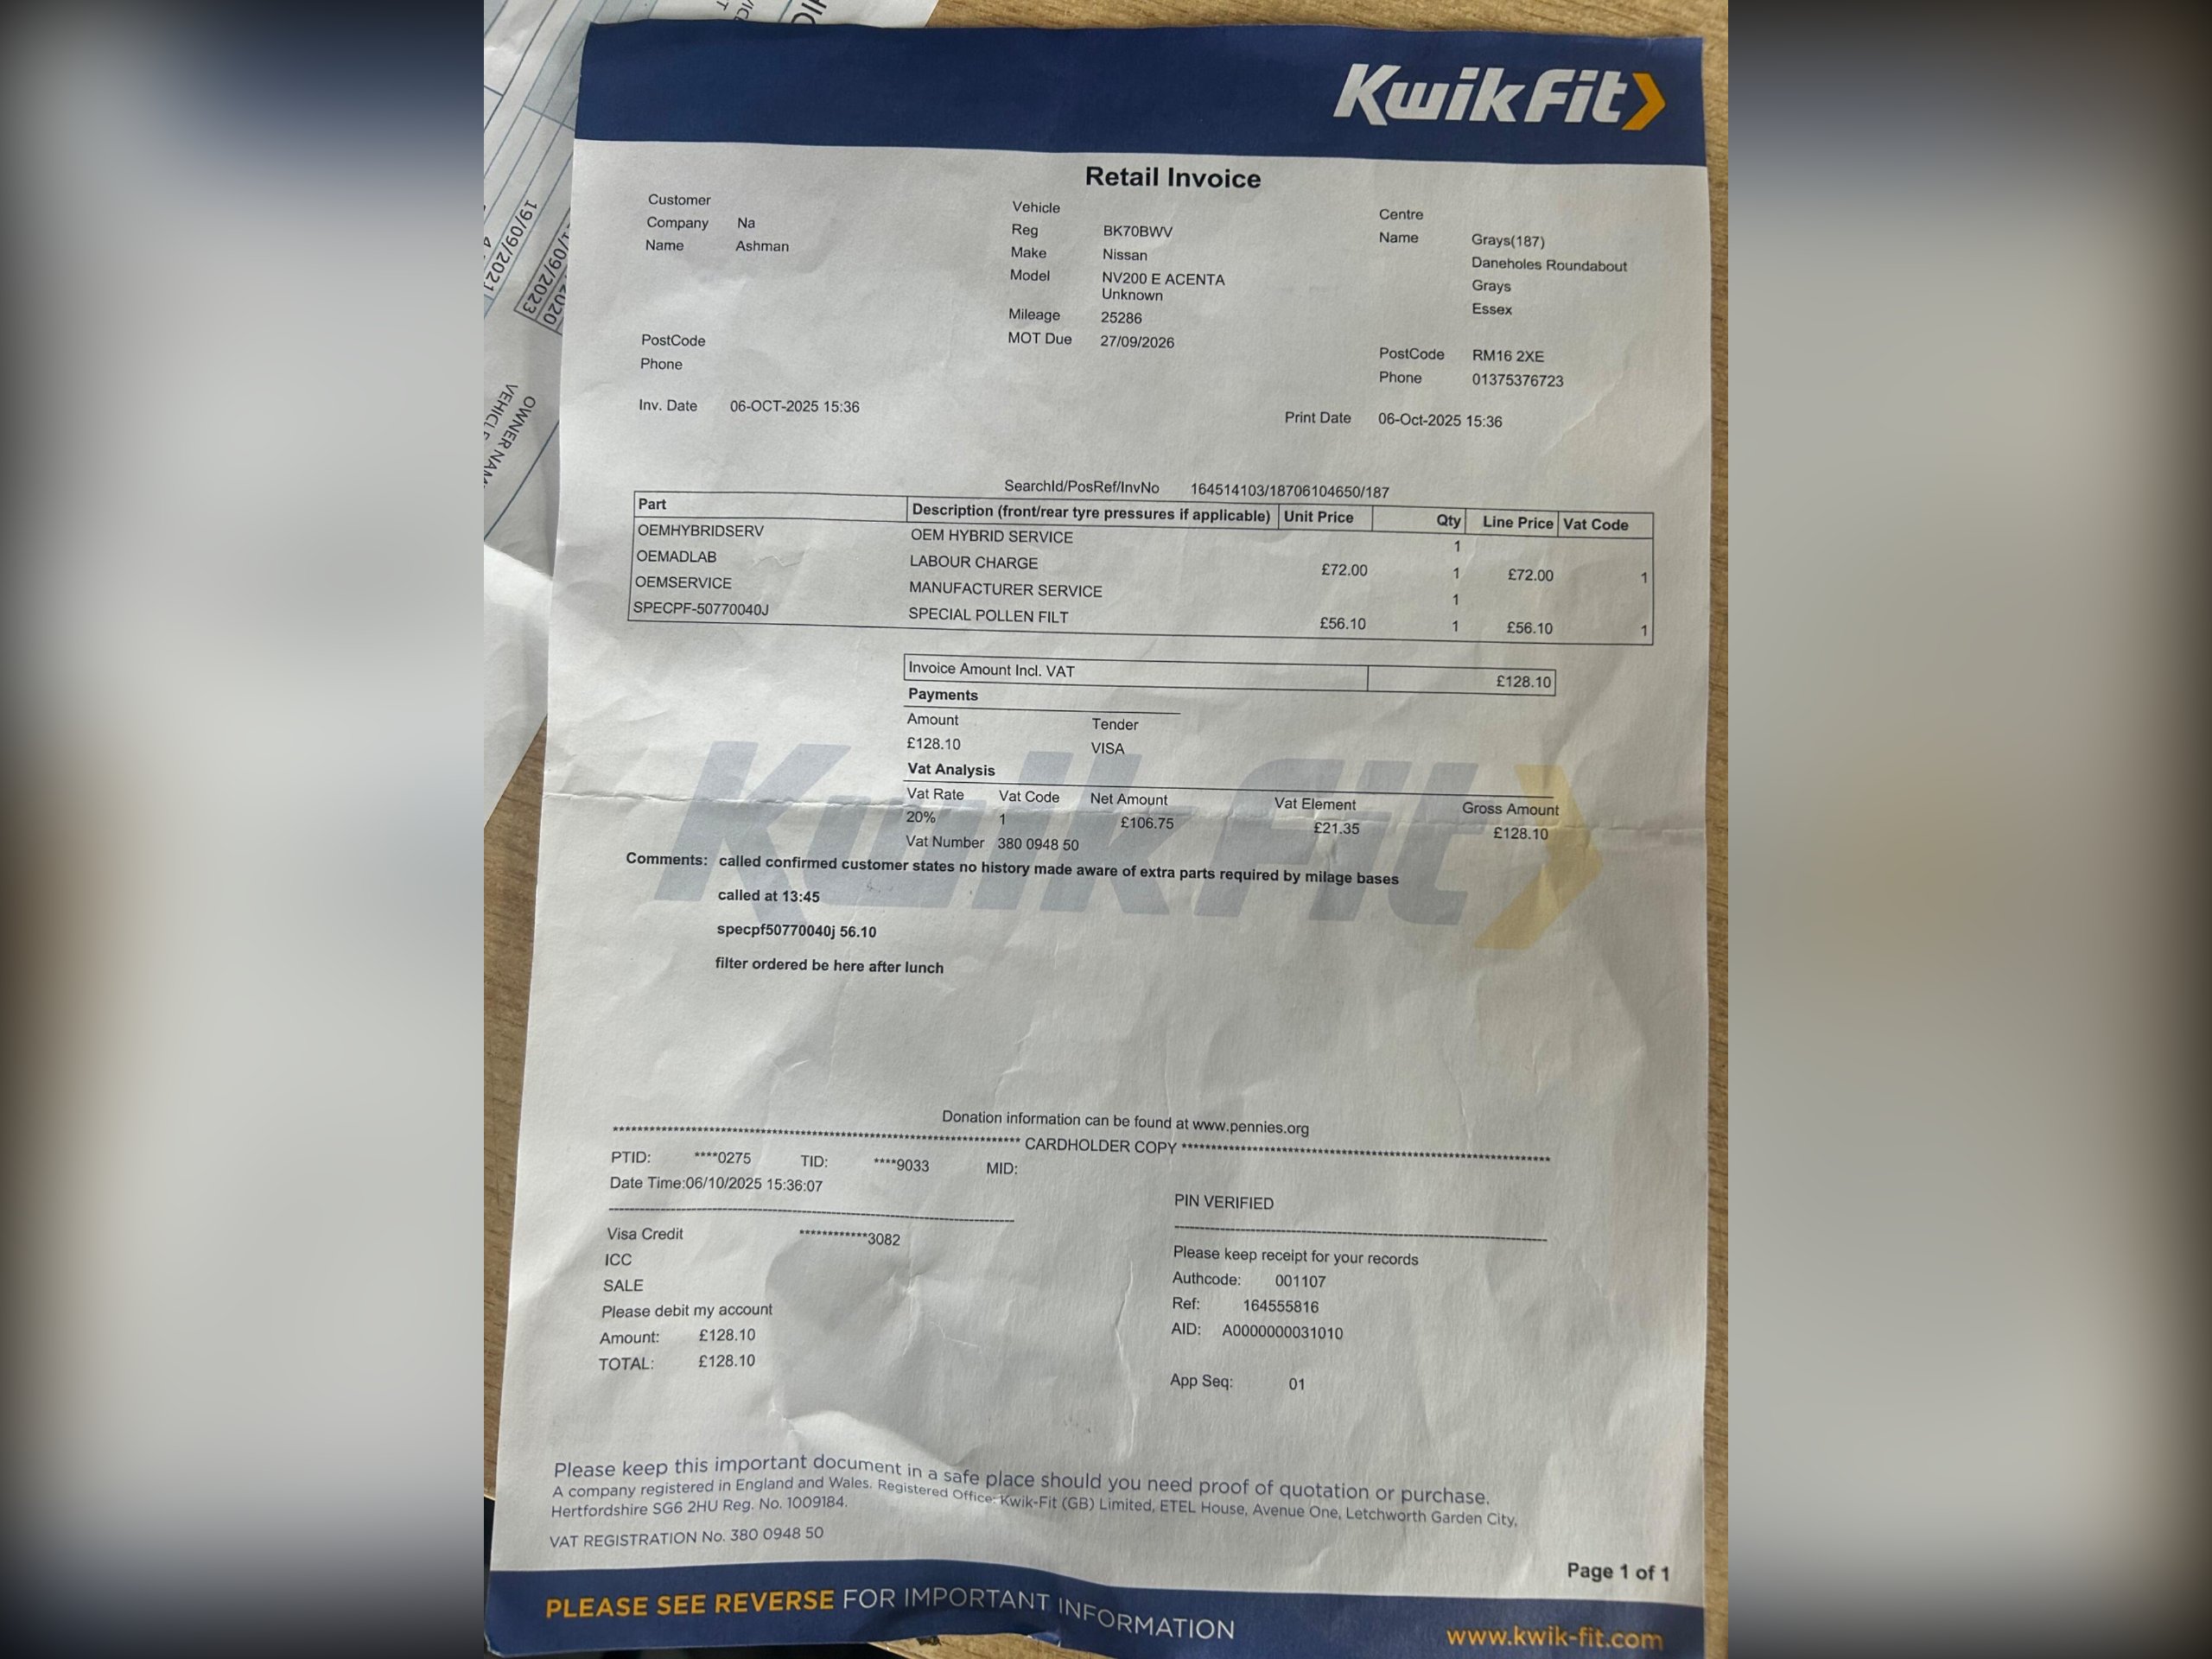 19/09/2021
1/09/2023
2020
OWNER NAM
KwikFit
Retail Invoice
Customer
Company Na
Name Ashman
PostCode
Phone
Inv. Date 06-OCT-2025 15:36
Vehicle
Reg BK70BWV
Make Nissan
Model NV200 E ACENTA
Unknown
Mileage 25286
MOT Due 27/09/2026
Centre
Name Grays(187)
Daneholes Roundabout
Grays
Essex
PostCode RM16 2XE
Phone 01375376723
Print Date 06-Oct-2025 15:36
SearchId/PosRef/InvNo 164514103/18706104650/187
Part Description (front/rear tyre pressures if applicable) Unit Price Qty Line Price Vat Code
OEMHYBRIDSERV OEM HYBRID SERVICE 1
OEMADLAB LABOUR CHARGE £72.00 1 £72.00 1
OEMSERVICE MANUFACTURER SERVICE 1
SPECPF-50770040J SPECIAL POLLEN FILT £56.10 1 £56.10 1
Invoice Amount Incl. VAT £128.10
Payments
Amount Tender
£128.10 VISA
Vat Analysis
Vat Rate Vat Code Net Amount Vat Element Gross Amount
20% 1 £106.75 £21.35 £128.10
Vat Number 380 0948 50
KwikFit
Comments: called confirmed customer states no history made aware of extra parts required by milage bases
called at 13:45
specpf50770040j 56.10
filter ordered be here after lunch
Donation information can be found at www.pennies.org
CARDHOLDER COPY
PTID: ****0275 TID: ****9033 MID:
Date Time:06/10/2025 15:36:07
Visa Credit ************3082
ICC
SALE
Please debit my account
Amount: £128.10
TOTAL: £128.10
PIN VERIFIED
Please keep receipt for your records
Authcode: 001107
Ref: 164555816
AID: A0000000031010
App Seq: 01
Please keep this important document in a safe place should you need proof of quotation or purchase.
A company registered in England and Wales. Registered Office: Kwik-Fit (GB) Limited, ETEL House, Avenue One, Letchworth Garden City,
Hertfordshire SG6 2HU Reg. No. 1009184.
VAT REGISTRATION No. 380 0948 50
Page 1 of 1
PLEASE SEE REVERSE FOR IMPORTANT INFORMATION
www.kwik-fit.com